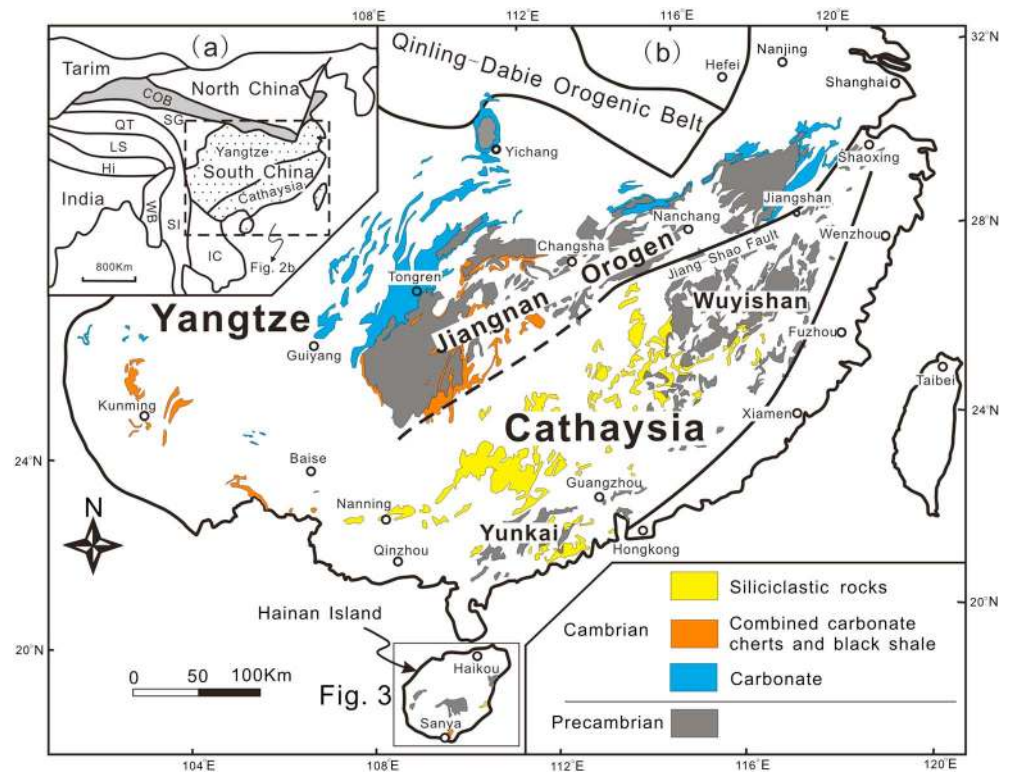 108°E
112°E
116°E
120°E
(a)
Tarim
North China
COB
SG
QT
LS
Hi
Yangtze
South China
Cathaysia
India
WB
SI
IC
800Km
Fig. 2b
(b)
Qinling-Dabie Orogenic Belt
Hefei
Nanjing
32°N
Shanghai
Yichang
Shaoxing
Jiangshan
Nanchang
28°N
Changsha
Wenzhou
Jiang-Shao Fault
Tongren
Jiangnan Orogen
Wuyishan
Yangtze
Fuzhou
Guiyang
Taibei
Kunming
Xiamen
24°N
Cathaysia
24°N
Baise
Guangzhou
Nanning
N
Yunkai
Qinzhou
Hongkong
Hainan Island
20°N
20°N
Haikou
0 50 100Km
Fig. 3
Sanya
Cambrian
Siliciclastic rocks
Combined carbonate
cherts and black shale
Carbonate
Precambrian
104°E
108°E
112°E
116°E
120°E